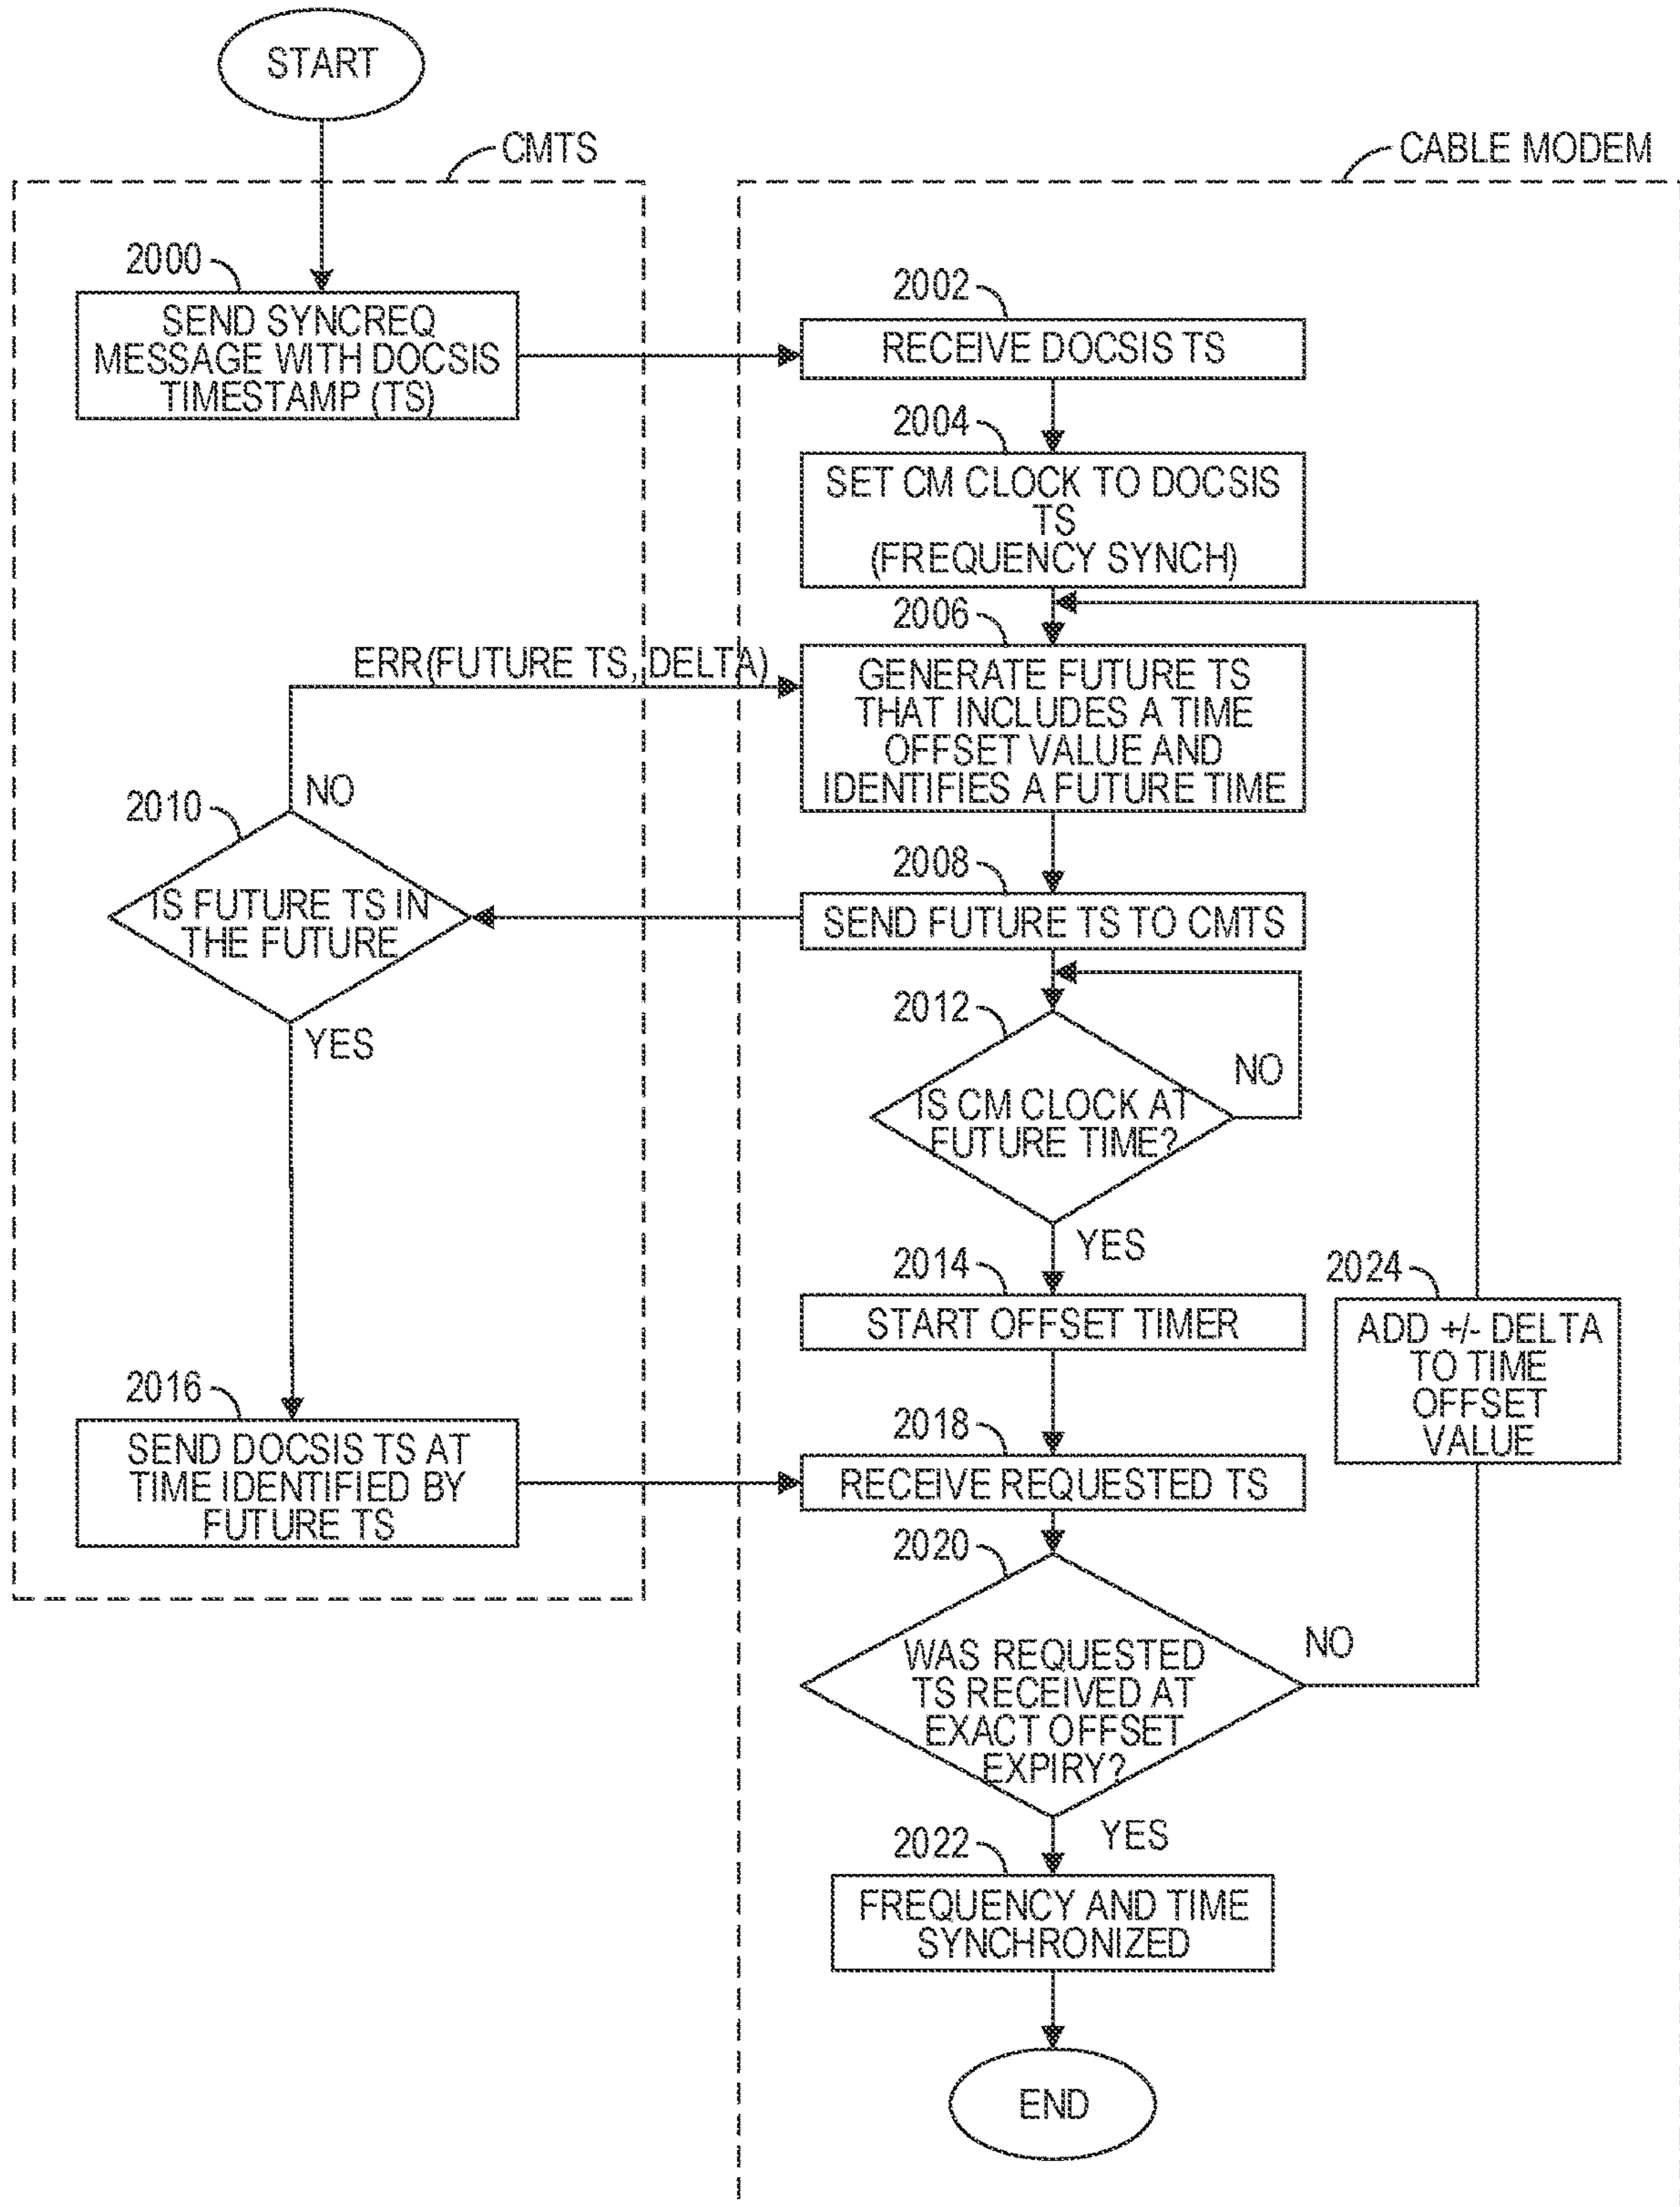 START
CMTS
CABLE MODEM
2000
SEND SYNCREQ
MESSAGE WITH DOCSIS
TIMESTAMP (TS)
2002
RECEIVE DOCSIS TS
2004
SET CM CLOCK TO DOCSIS
TS
(FREQUENCY SYNCH)
2006
ERR(FUTURE TS, DELTA)
GENERATE FUTURE TS
THAT INCLUDES A TIME
OFFSET VALUE AND
IDENTIFIES A FUTURE TIME
NO
2010
IS FUTURE TS IN
THE FUTURE
YES
2008
SEND FUTURE TS TO CMTS
2012
NO
IS CM CLOCK AT
FUTURE TIME?
YES
2014
START OFFSET TIMER
2024
ADD +/- DELTA
TO TIME
OFFSET
VALUE
2016
SEND DOCSIS TS AT
TIME IDENTIFIED BY
FUTURE TS
2018
RECEIVE REQUESTED TS
2020
NO
WAS REQUESTED
TS RECEIVED AT
EXACT OFFSET
EXPIRY?
YES
2022
FREQUENCY AND TIME
SYNCHRONIZED
END